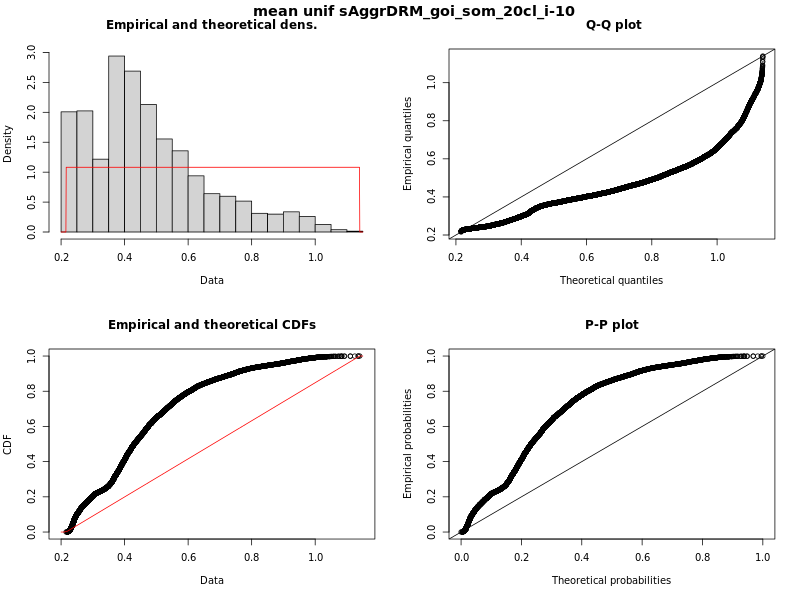 mean unif sAggrDRM_goi_som_20cl_i-10
Empirical and theoretical dens.
Density
0.0 0.5 1.0 1.5 2.0 2.5 3.0
0.2 0.4 0.6 0.8 1.0
Data
Q-Q plot
Empirical quantiles
0.2 0.4 0.6 0.8 1.0
0.2 0.4 0.6 0.8 1.0
Theoretical quantiles
Empirical and theoretical CDFs
CDF
0.0 0.2 0.4 0.6 0.8 1.0
0.2 0.4 0.6 0.8 1.0
Data
P-P plot
Empirical probabilities
0.0 0.2 0.4 0.6 0.8 1.0
0.0 0.2 0.4 0.6 0.8 1.0
Theoretical probabilities